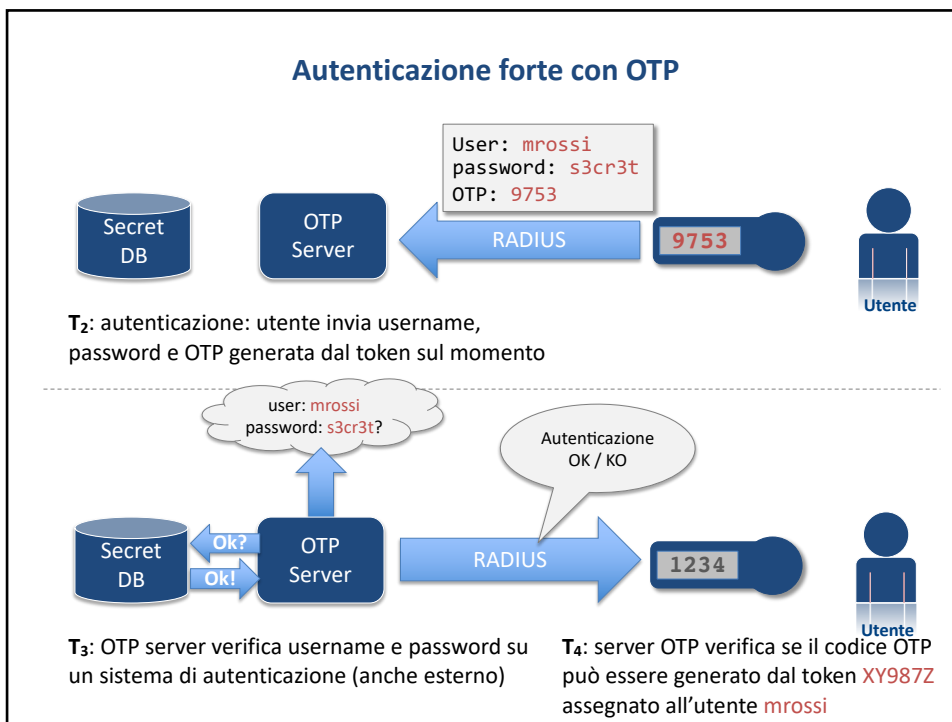 Autenticazione forte con OTP
User: mrossi
password: s3cr3t
OTP: 9753
Secret
DB
OTP
Server
RADIUS
9753
Utente
T₂: autenticazione: utente invia username,
password e OTP generata dal token sul momento
user: mrossi
password: s3cr3t?
Autenticazione
OK / KO
Secret
DB
Ok?
Ok!
OTP
Server
RADIUS
1234
Utente
T₃: OTP server verifica username e password su
un sistema di autenticazione (anche esterno)
T₄: server OTP verifica se il codice OTP
può essere generato dal token XY987Z
assegnato all'utente mrossi